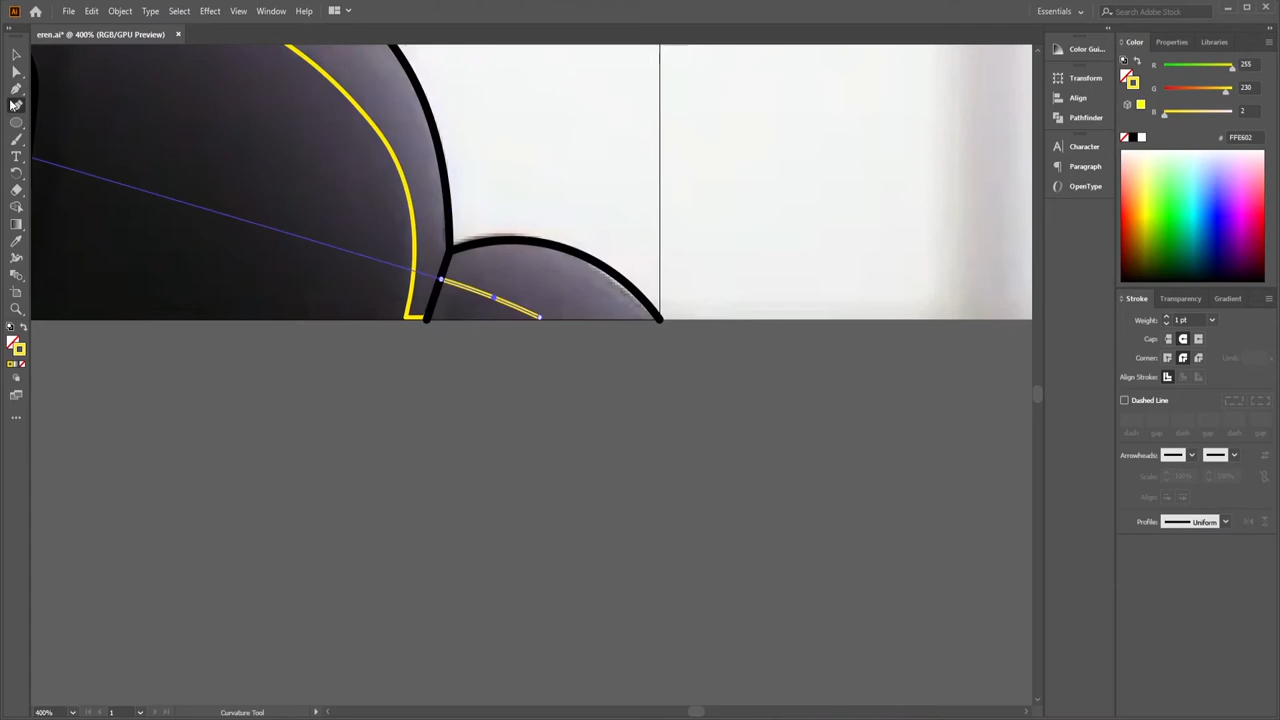 File Edit Object Type Select Effect View Window Help
Essentials
Search Adobe Stock
eren.ai* @ 400% (RGB/GPU Preview)
Color Gui...
Transform
Align
Pathfinder
Character
Paragraph
OpenType
Color Properties Libraries
R 255
G 230
B 2
# FFE602
Stroke Transparency Gradient
Weight: 1 pt
Cap:
Corner:
Align Stroke:
Dashed Line
dash gap dash gap dash gap
Arrowheads:
Scale: 100% 100%
Align:
Profile: Uniform
400% 1 Curvature Tool